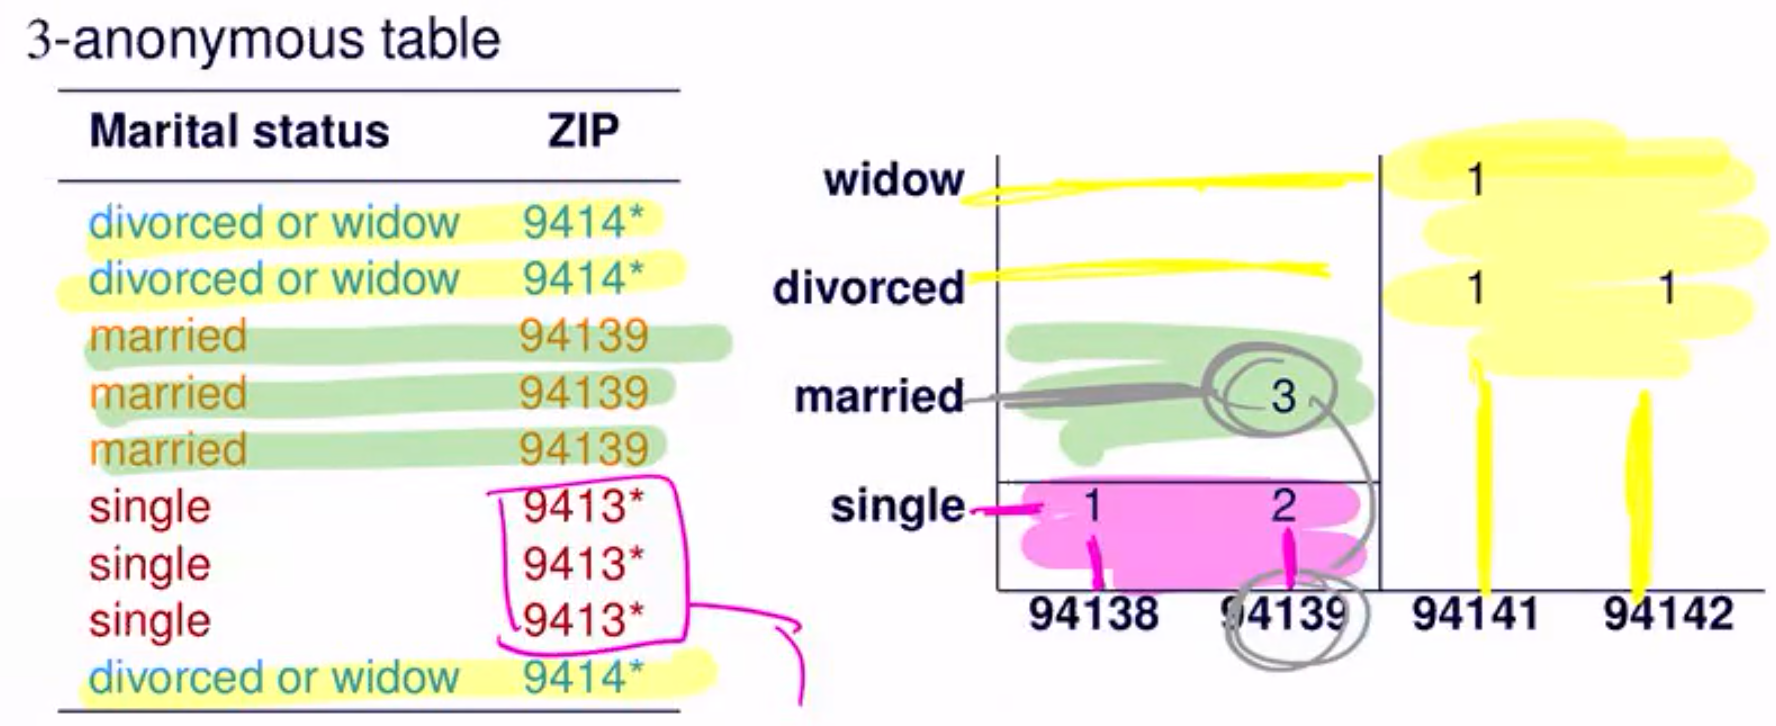 3-anonymous table
Marital status ZIP
divorced or widow 9414*
divorced or widow 9414*
married 94139
married 94139
married 94139
single 9413*
single 9413*
single 9413*
divorced or widow 9414*
widow 1
divorced 1 1
married 3
single 1 2
94138 94139 94141 94142